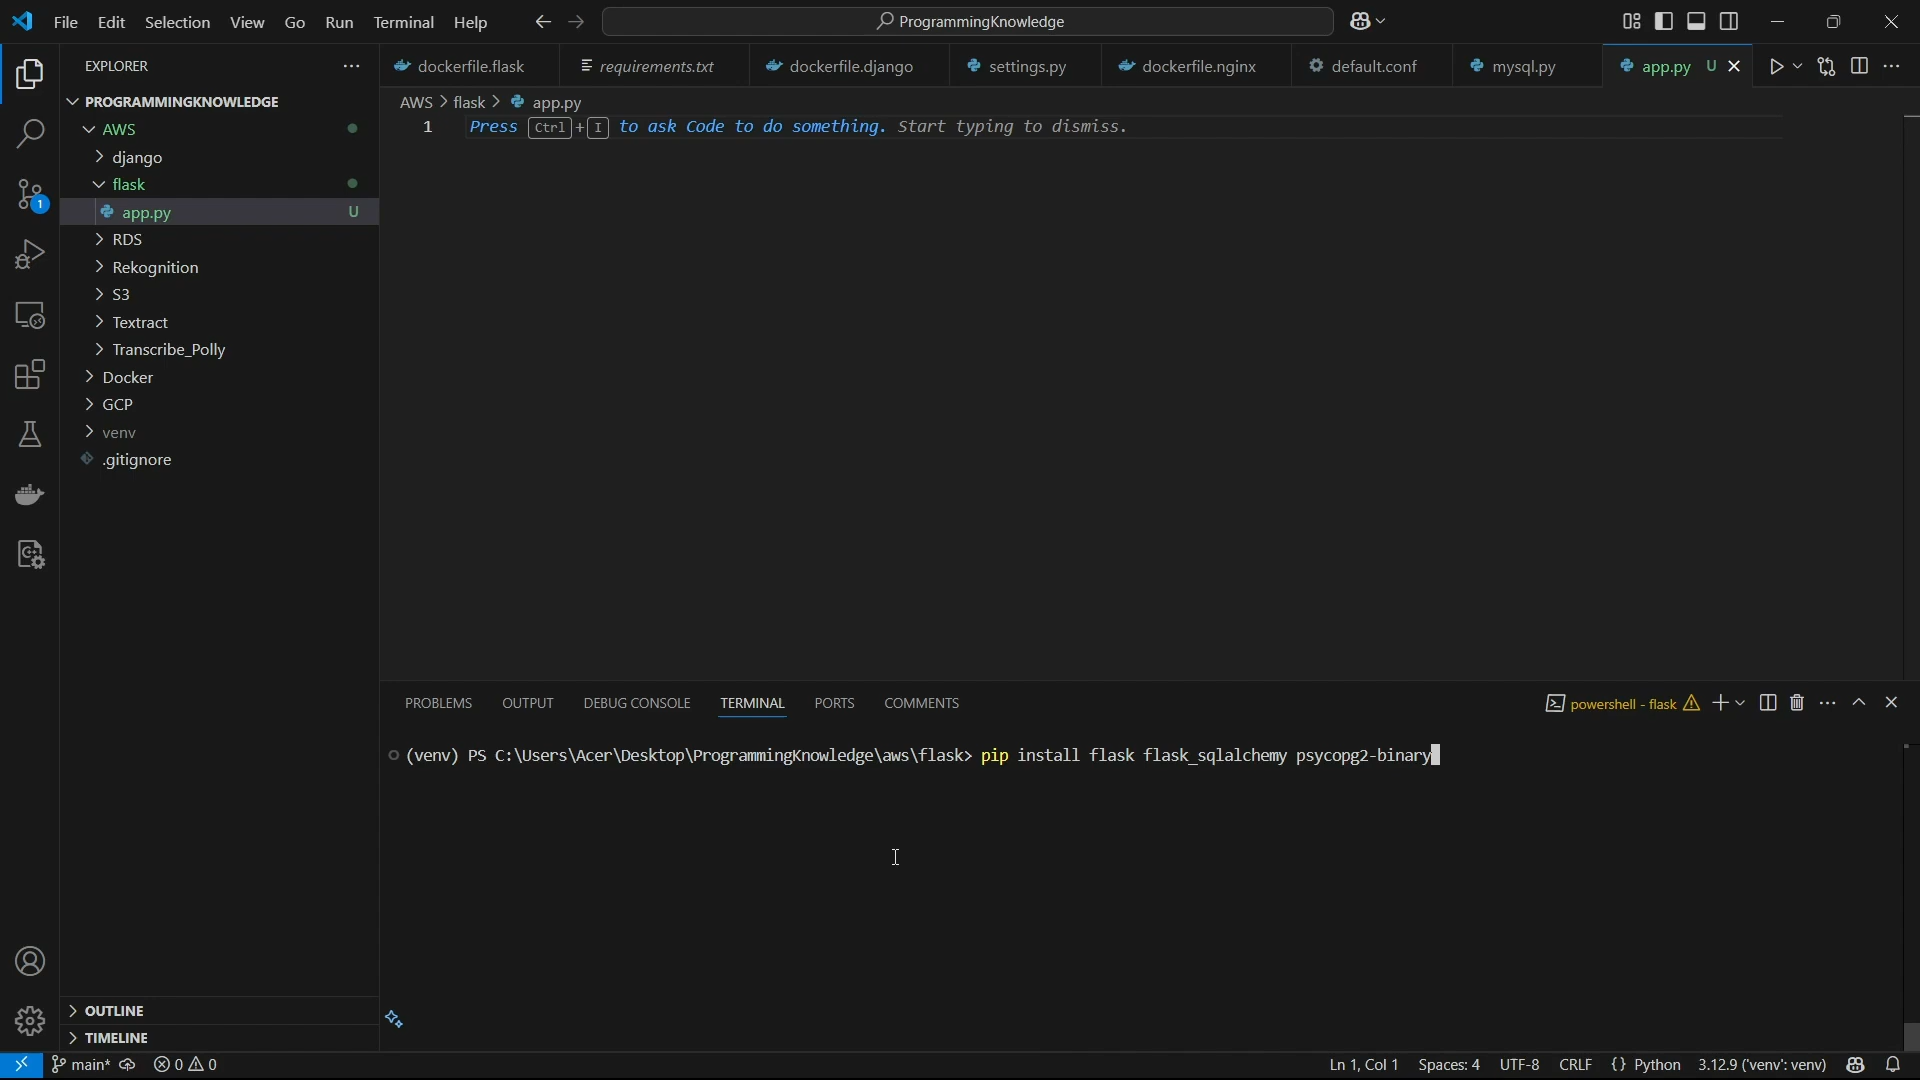 File Edit Selection View Go Run Terminal Help ProgrammingKnowledge
EXPLORER
PROGRAMMINGKNOWLEDGE
AWS
django
flask
app.py U
RDS
Rekognition
S3
Textract
Transcribe_Polly
Docker
GCP
venv
.gitignore
OUTLINE
TIMELINE
1
dockerfile.flask requirements.txt dockerfile.django settings.py dockerfile.nginx default.conf mysql.py app.py U
AWS > flask > app.py
1 Press Ctrl + I to ask Code to do something. Start typing to dismiss.
PROBLEMS OUTPUT DEBUG CONSOLE TERMINAL PORTS COMMENTS powershell - flask
(venv) PS C:\Users\Acer\Desktop\ProgrammingKnowledge\aws\flask> pip install flask flask_sqlalchemy psycopg2-binary
main* 0 0 Ln 1, Col 1 Spaces: 4 UTF-8 CRLF {} Python 3.12.9 ('venv': venv)